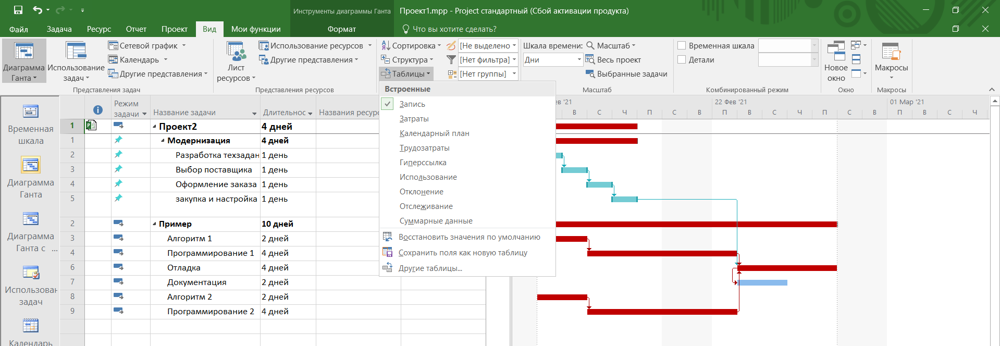 Инструменты диаграммы Ганта
Проект1.mpp - Project стандартный (Сбой активации продукта)
Файл Задача Ресурс Отчет Проект Вид Мои функции Формат Что вы хотите сделать?
Диаграмма Ганта
Использование задач
Сетевой график
Календарь
Другие представления
Представления задач
Лист ресурсов
Использование ресурсов
Другие представления
Представления ресурсов
Сортировка
Структура
Таблицы
[Не выделено
[Нет фильтра]
[Нет группы]
Шкала времени:
Дни
Масштаб
Весь проект
Выбранные задачи
Масштаб
Временная шкала
Детали
Комбинированный режим
Новое окно
Окно
Макросы
Макросы
Встроенные
Запись
Затраты
Календарный план
Трудозатраты
Гиперссылка
Использование
Отклонение
Отслеживание
Суммарные данные
Восстановить значения по умолчанию
Сохранить поля как новую таблицу
Другие таблицы...
Временная шкала
Диаграмма Ганта
Диаграмма Ганта с ...
Использован задач
Календарь
Режим задачи Название задачи Длительнос Названия ресурс
1 Проект2 4 дней
1 Модернизация 4 дней
2 Разработка техзадан 1 день
3 Выбор поставщика 1 день
4 Оформление заказа 1 день
5 закупка и настройка 1 день
2 Пример 10 дней
3 Алгоритм 1 2 дней
4 Программирование 1 4 дней
6 Отладка 4 дней
7 Документация 2 дней
8 Алгоритм 2 2 дней
9 Программирование 2 4 дней
ев '21 22 Фев '21 01 Мар '21
В С Ч П С В П В С Ч П С В П В С Ч